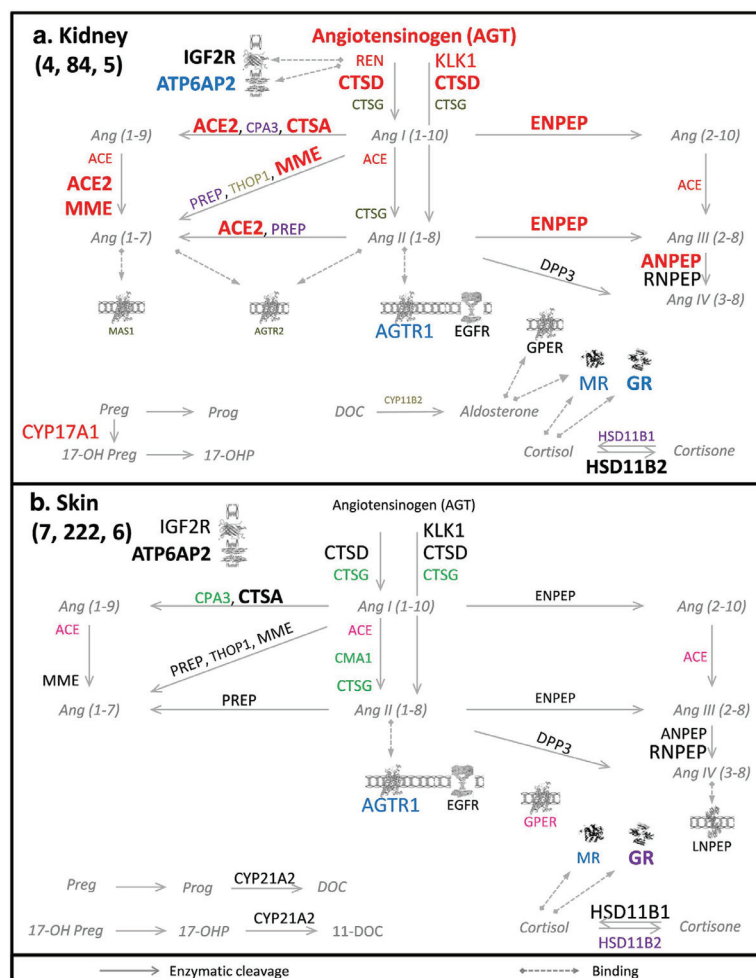 a. Kidney
(4, 84, 5)
IGF2R
ATP6AP2
Angiotensinogen (AGT)
REN
CTSD
CTSG
KLK1
CTSD
CTSG
Ang (1-9)
ACE2, CPA3, CTSA
Ang I (1-10)
ENPEP
Ang (2-10)
ACE
ACE2
MME
PREP, THOP1, MME
ACE
CTSG
ACE
Ang (1-7)
ACE2, PREP
Ang II (1-8)
ENPEP
Ang III (2-8)
DPP3
ANPEP
RNPEP
Ang IV (3-8)
MAS1
AGTR2
AGTR1
EGFR
GPER
MR
GR
Preg
Prog
DOC
CYP11B2
Aldosterone
CYP17A1
17-OH Preg
17-OHP
Cortisol
HSD11B1
HSD11B2
Cortisone
b. Skin
(7, 222, 6)
IGF2R
ATP6AP2
Angiotensinogen (AGT)
CTSD
CTSG
KLK1
CTSD
CTSG
Ang (1-9)
CPA3, CTSA
Ang I (1-10)
ENPEP
Ang (2-10)
ACE
MME
PREP, THOP1, MME
ACE
CMA1
CTSG
ACE
Ang (1-7)
PREP
Ang II (1-8)
ENPEP
Ang III (2-8)
DPP3
ANPEP
RNPEP
Ang IV (3-8)
AGTR1
EGFR
GPER
LNPEP
MR
GR
Preg
Prog
CYP21A2
DOC
17-OH Preg
17-OHP
CYP21A2
11-DOC
Cortisol
HSD11B1
HSD11B2
Cortisone
Enzymatic cleavage
Binding